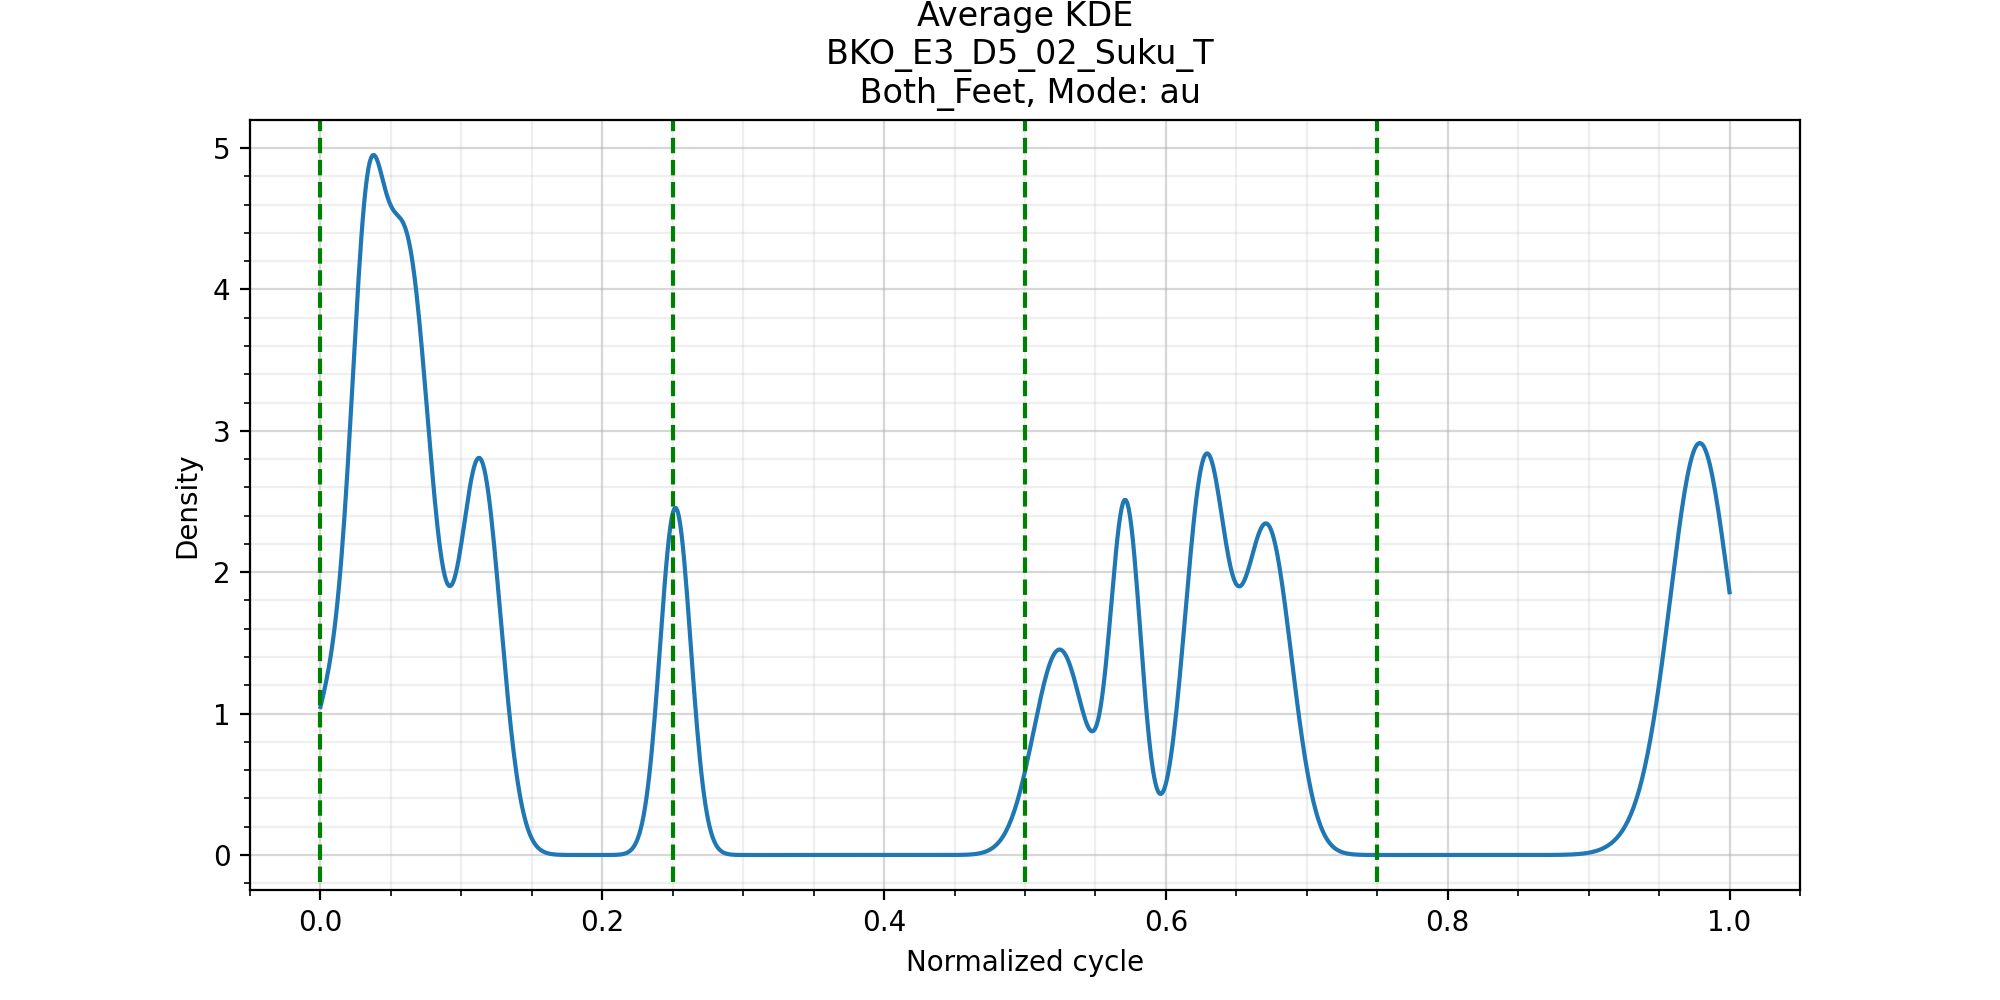 Average KDE
BKO_E3_D5_02_Suku_T
Both_Feet, Mode: au
5
4
3
2
1
0
Density
0.0 0.2 0.4 0.6 0.8 1.0
Normalized cycle